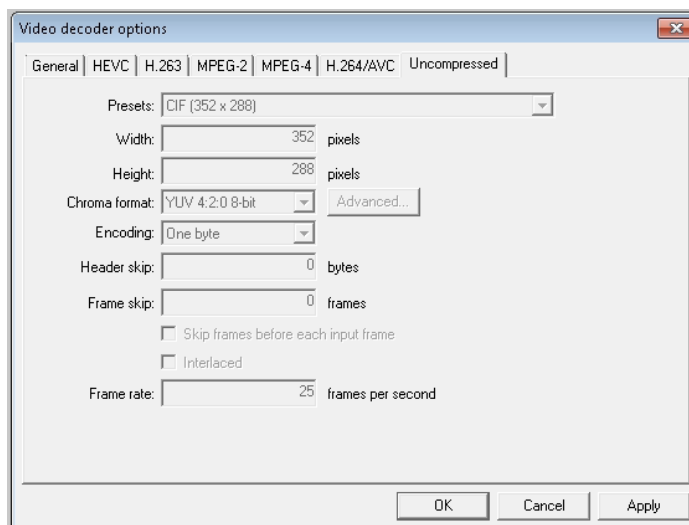 Video decoder options
General HEVC H.263 MPEG-2 MPEG-4 H.264/AVC Uncompressed
Presets: CIF (352 x 288)
Width: 352 pixels
Height: 288 pixels
Chroma format: YUV 4:2:0 8-bit Advanced...
Encoding: One byte
Header skip: 0 bytes
Frame skip: 0 frames
Skip frames before each input frame
Interlaced
Frame rate: 25 frames per second
OK Cancel Apply